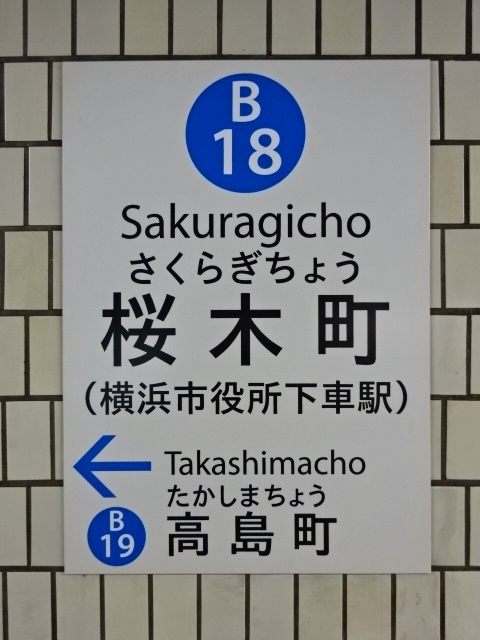 B
18
Sakuragicho
さくらぎちょう
桜木町
(横浜市役所下車駅)
← Takashimacho
たかしまちょう
B
19
高島町